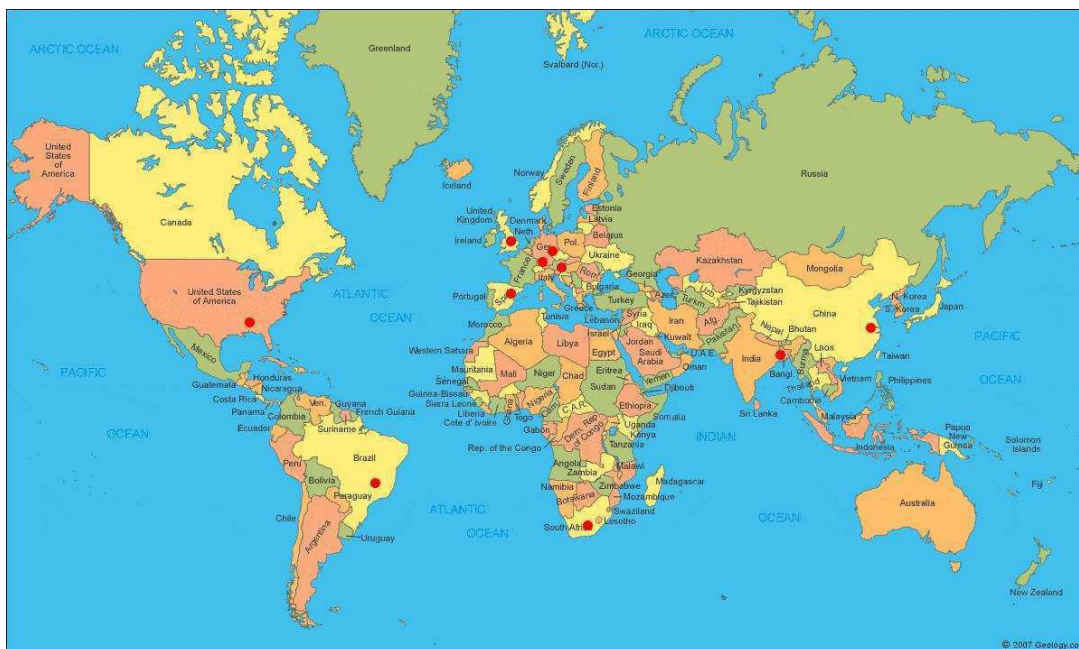 ARCTIC OCEAN
Greenland
ARCTIC OCEAN
Svalbard (Nor.)
United
States
of
America
Canada
Iceland
Norway
Sweden
Finland
Russia
United
Kingdom
Denmark
Neth.
Estonia
Latvia
Belarus
Ireland
Pol.
Ukraine
Kazakhstan
Mongolia
France
Italy
Rom.
Bulgaria
Georgia
Uzb.
Kyrgyzstan
Tajikistan
N. Korea
S. Korea
Japan
United States
of America
ATLANTIC
OCEAN
Portugal
Greece
Turkey
Azer.
Turkm.
China
PACIFIC
OCEAN
Morocco
Tunisia
Lebanon
Syria
Iraq
Iran
Afg.
Pakistan
Nepal
Bhutan
Israel
Jordan
Kuwait
Mexico
Western Sahara
Algeria
Libya
Egypt
Saudi
Arabia
U.A.E.
Oman
India
Bangl.
Burma
Laos
Taiwan
PACIFIC
OCEAN
Honduras
Guatemala
Nicaragua
Costa Rica
Panama
Mauritania
Mali
Niger
Chad
Sudan
Eritrea
Yemen
Djibouti
Thailand
Vietnam
Cambodia
Philippines
Senegal
Guinea-Bissau
Sierra Leone
Liberia
Cote d' Ivoire
Ghana
Togo
Nigeria
Cam.
C.A.R.
Ethiopia
Somalia
Sri Lanka
Malaysia
Ven.
Guyana
French Guiana
Suriname
Colombia
Ecuador
Gabon
Rep. of the Congo
Dem. Rep
of Congo
Uganda
Kenya
Tanzania
INDIAN
OCEAN
Indonesia
Papua
New
Guinea
Solomon
Islands
Peru
Brazil
Bolivia
Paraguay
Angola
Zambia
Malawi
Namibia
Botswana
Zimbabwe
Mozambique
Madagascar
Swaziland
Lesotho
Australia
Fiji
Chile
Argentina
Uruguay
ATLANTIC
OCEAN
New Zealand
© 2007 Geology.co